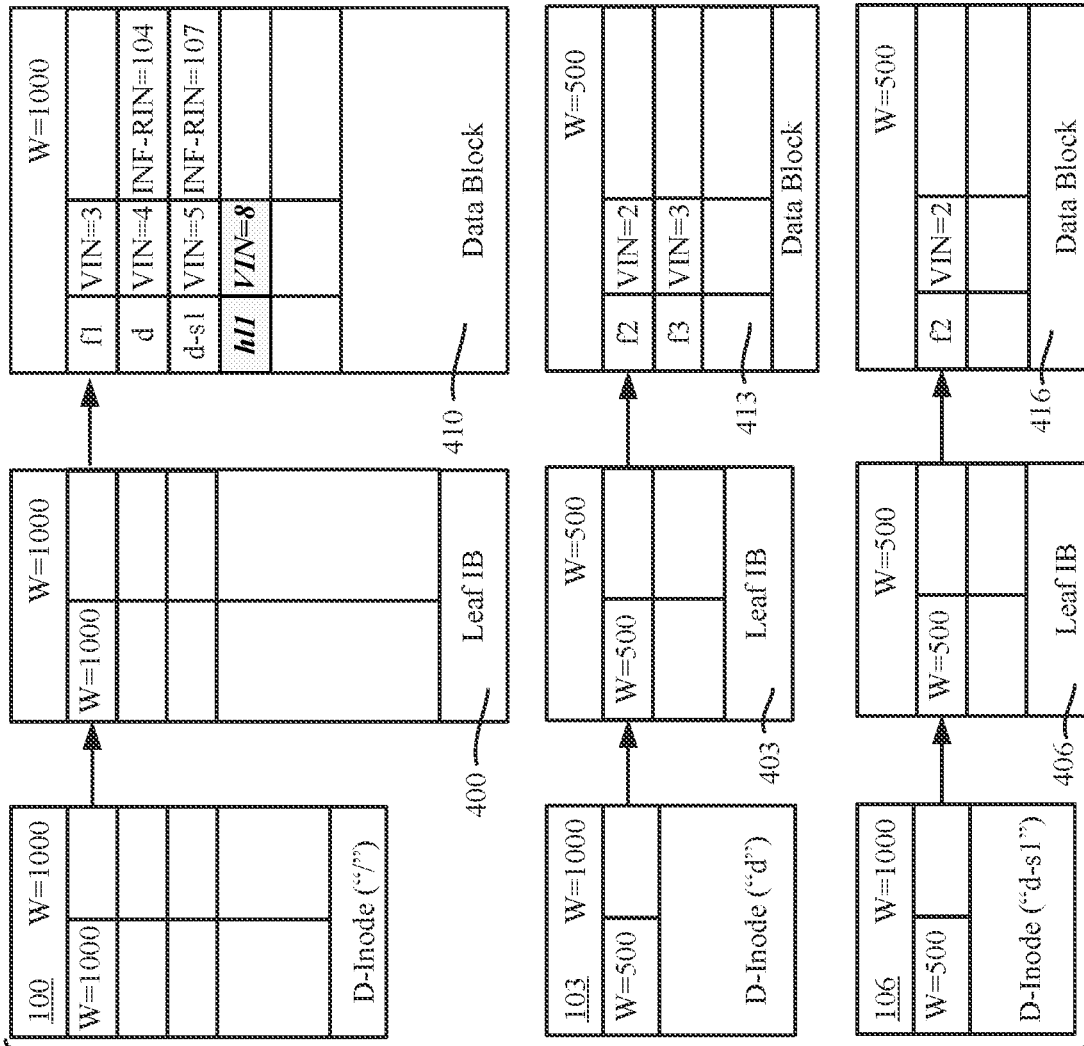 100 W=1000
W=1000
D-Inode ("/")
W=1000
W=1000
Leaf IB
400
W=1000
f1 VIN=3
d VIN=4 INF-RIN=104
d-s1 VIN=5 INF-RIN=107
hl1 VIN=8
Data Block
410
103 W=1000
W=500
D-Inode ("d")
W=500
W=500
Leaf IB
403
W=500
f2 VIN=2
f3 VIN=3
Data Block
413
106 W=1000
W=500
D-Inode ("d-s1")
W=500
W=500
Leaf IB
406
W=500
f2 VIN=2
Data Block
416